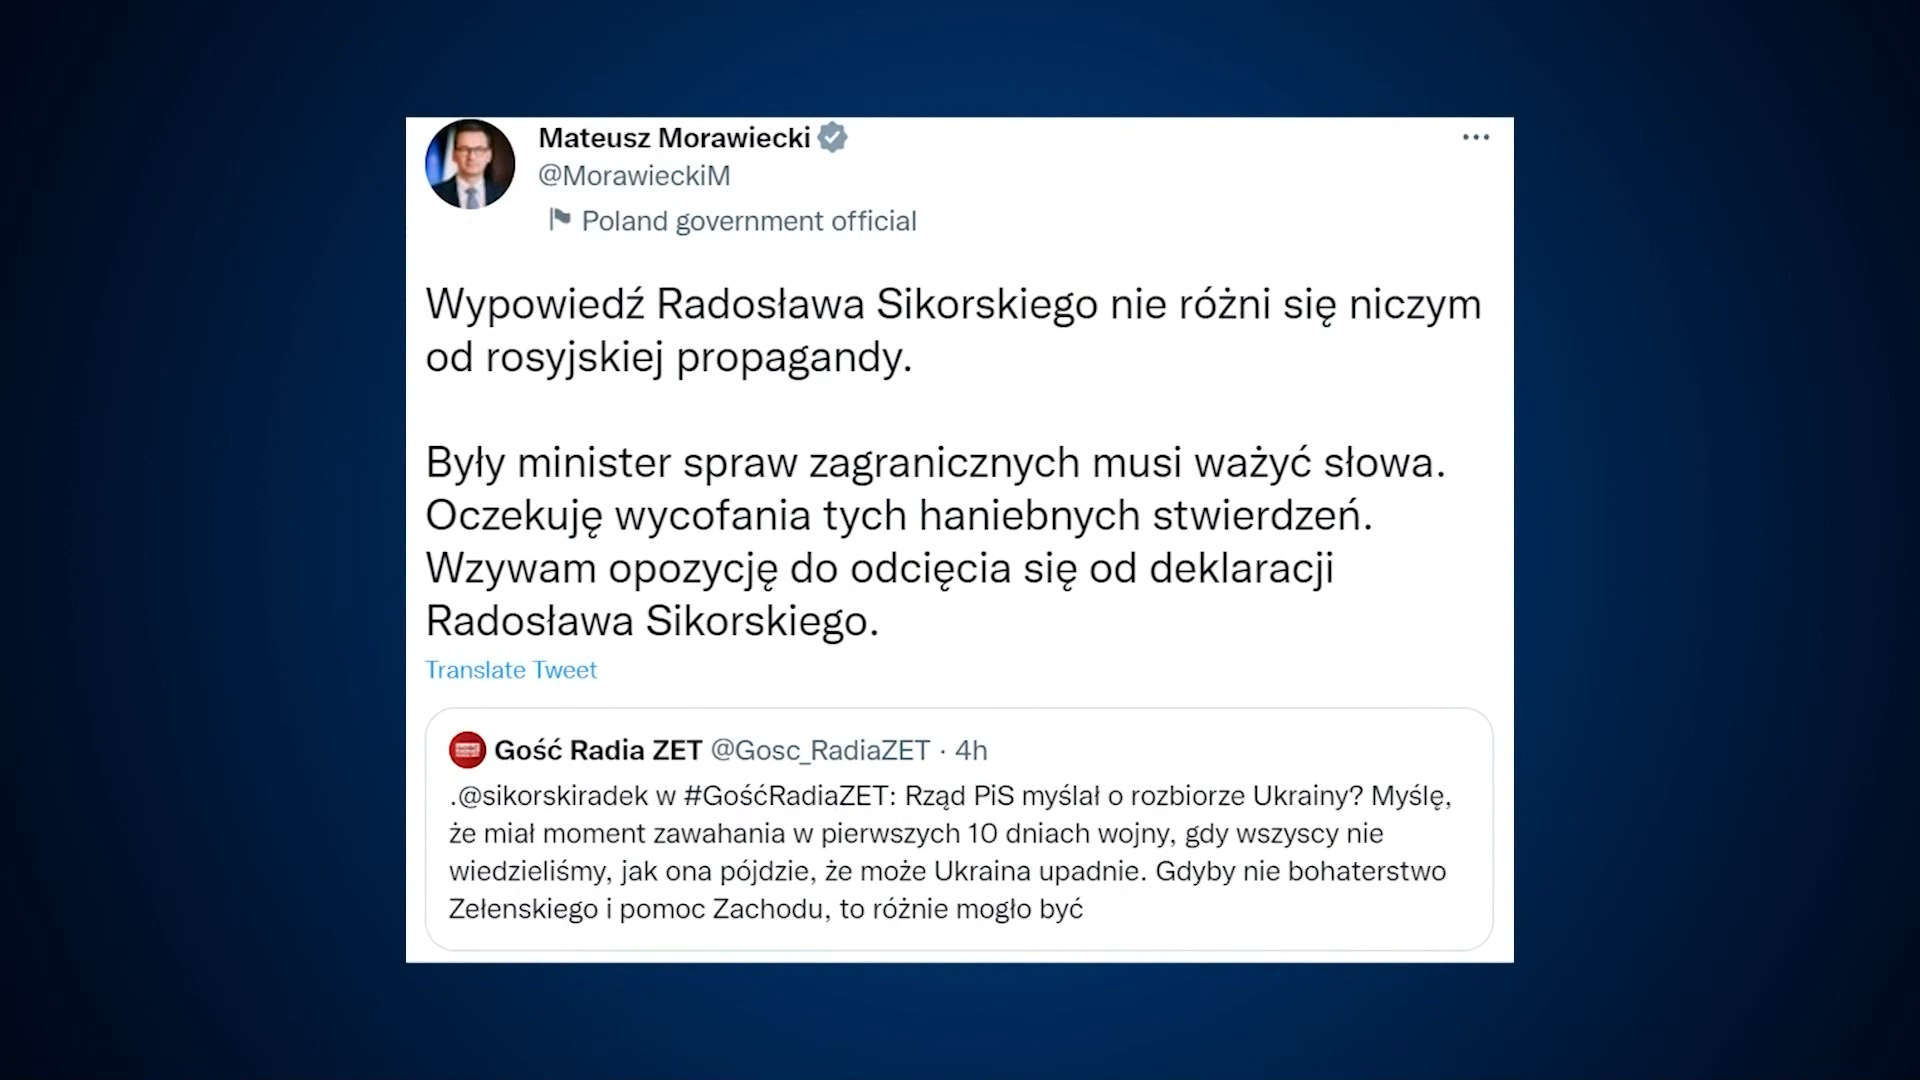 Mateusz Morawiecki
@MorawieckiM
Poland government official
Wypowiedź Radosława Sikorskiego nie różni się niczym
od rosyjskiej propagandy.
Były minister spraw zagranicznych musi ważyć słowa.
Oczekuję wycofania tych haniebnych stwierdzeń.
Wzywam opozycję do odcięcia się od deklaracji
Radosława Sikorskiego.
Translate Tweet
Gość Radia ZET @Gosc_RadiaZET · 4h
.@sikorskiradek w #GośćRadiaZET: Rząd PiS myślał o rozbiorze Ukrainy? Myślę,
że miał moment zawahania w pierwszych 10 dniach wojny, gdy wszyscy nie
wiedzieliśmy, jak ona pójdzie, że może Ukraina upadnie. Gdyby nie bohaterstwo
Zełenskiego i pomoc Zachodu, to różnie mogło być